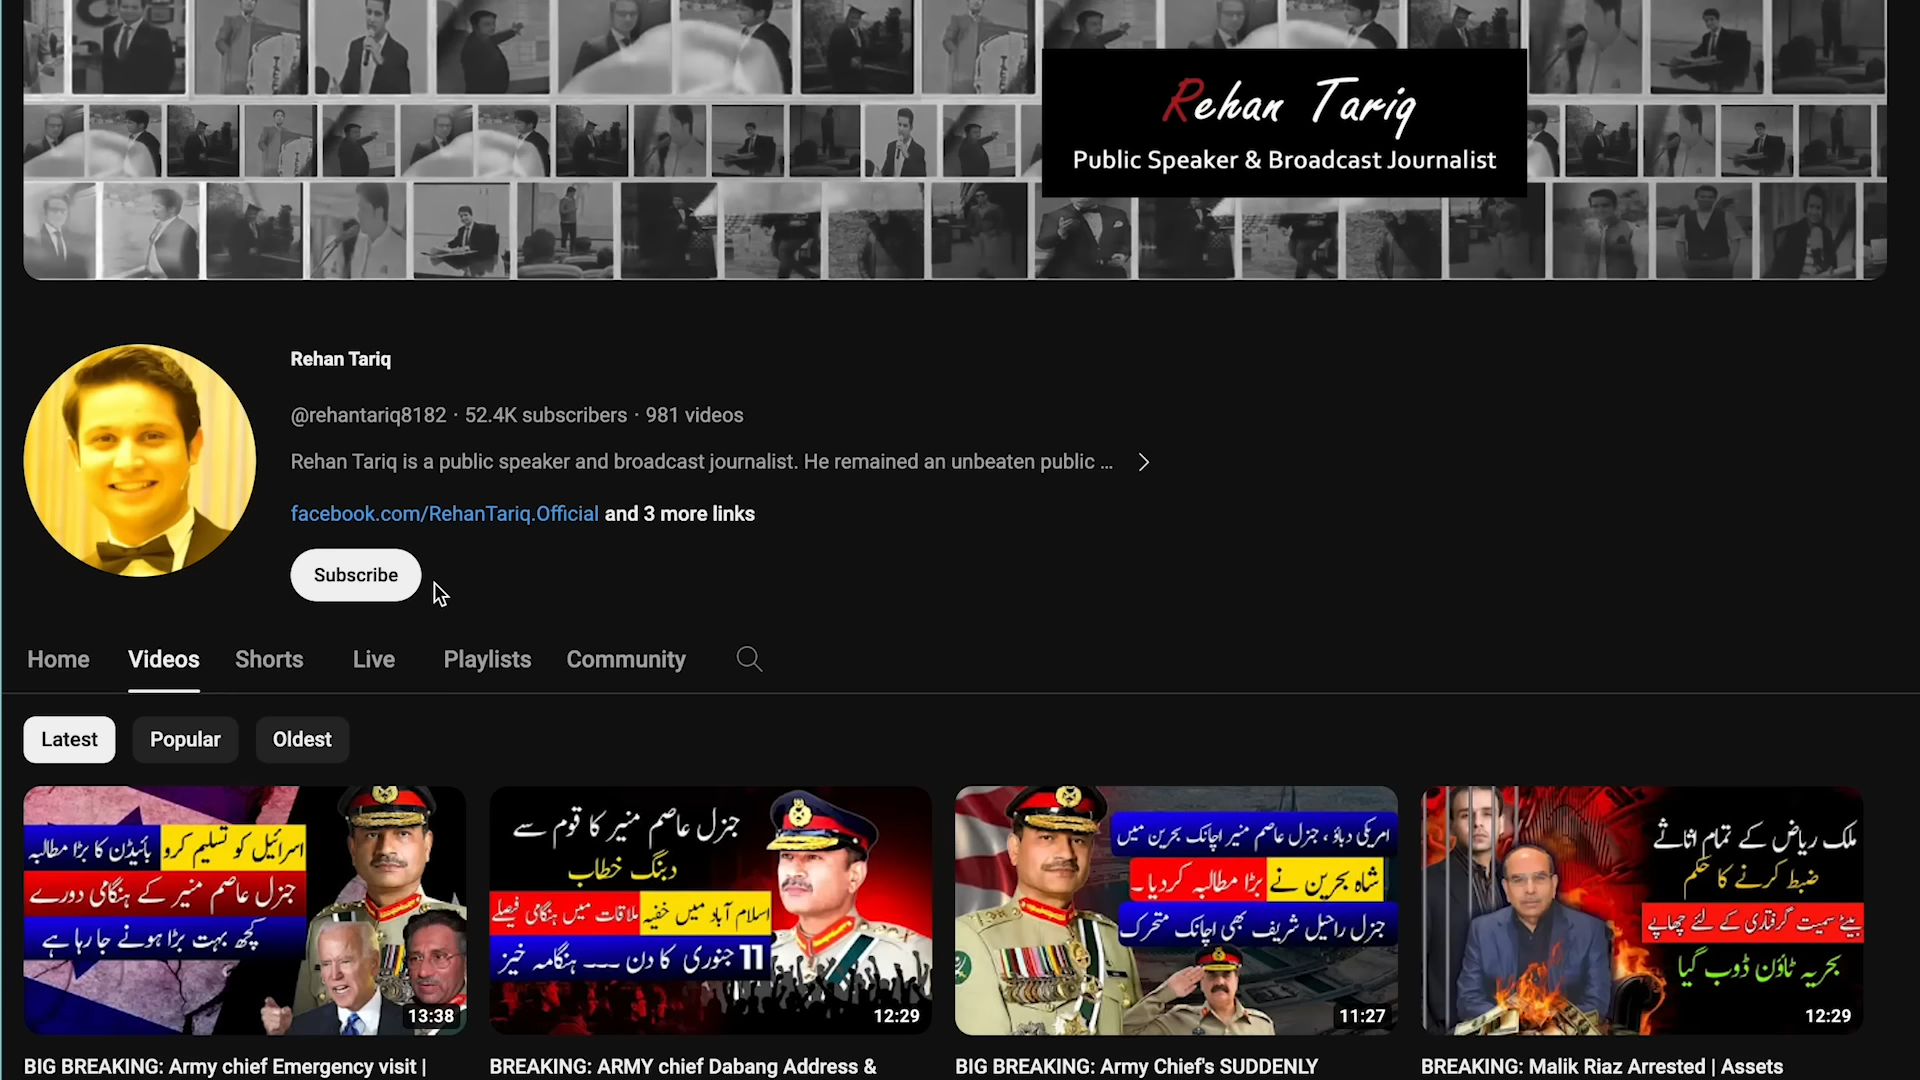 Rehan Tariq
Public Speaker & Broadcast Journalist
Rehan Tariq
@rehantariq8182 · 52.4K subscribers · 981 videos
Rehan Tariq is a public speaker and broadcast journalist. He remained an unbeaten public ...
facebook.com/RehanTariq.Official and 3 more links
Subscribe
Home Videos Shorts Live Playlists Community
Latest Popular Oldest
اسرائیل کو تسلیم کرو بائیڈن کا بڑا مطالبہ
جنرل عاصم منیر کے ہنگامی دورے
کچھ بہت بڑا ہونے جا رہا ہے
13:38
جنرل عاصم منیر کا قوم سے
دبنگ خطاب
اسلام آباد میں خفیہ ملاقات میں ہنگامی فیصلے
11 جنوری کا دن ــــ ہنگامہ خیز
12:29
امریکی دباؤ ، جنرل عاصم منیر اچانک بحرین میں
شاہ بحرین نے بڑا مطالبہ کردیا ۔
جنرل راحیل شریف بھی اچانک متحرک
11:27
ملک ریاض کے تمام اثاثے
ضبط کرنے کا حکم
بیٹے سمیت گرفتاری کے لئے چھاپے
بحریہ ٹاؤن ڈوب گیا
12:29
BIG BREAKING: Army chief Emergency visit |
BREAKING: ARMY chief Dabang Address &
BIG BREAKING: Army Chief's SUDDENLY
BREAKING: Malik Riaz Arrested | Assets